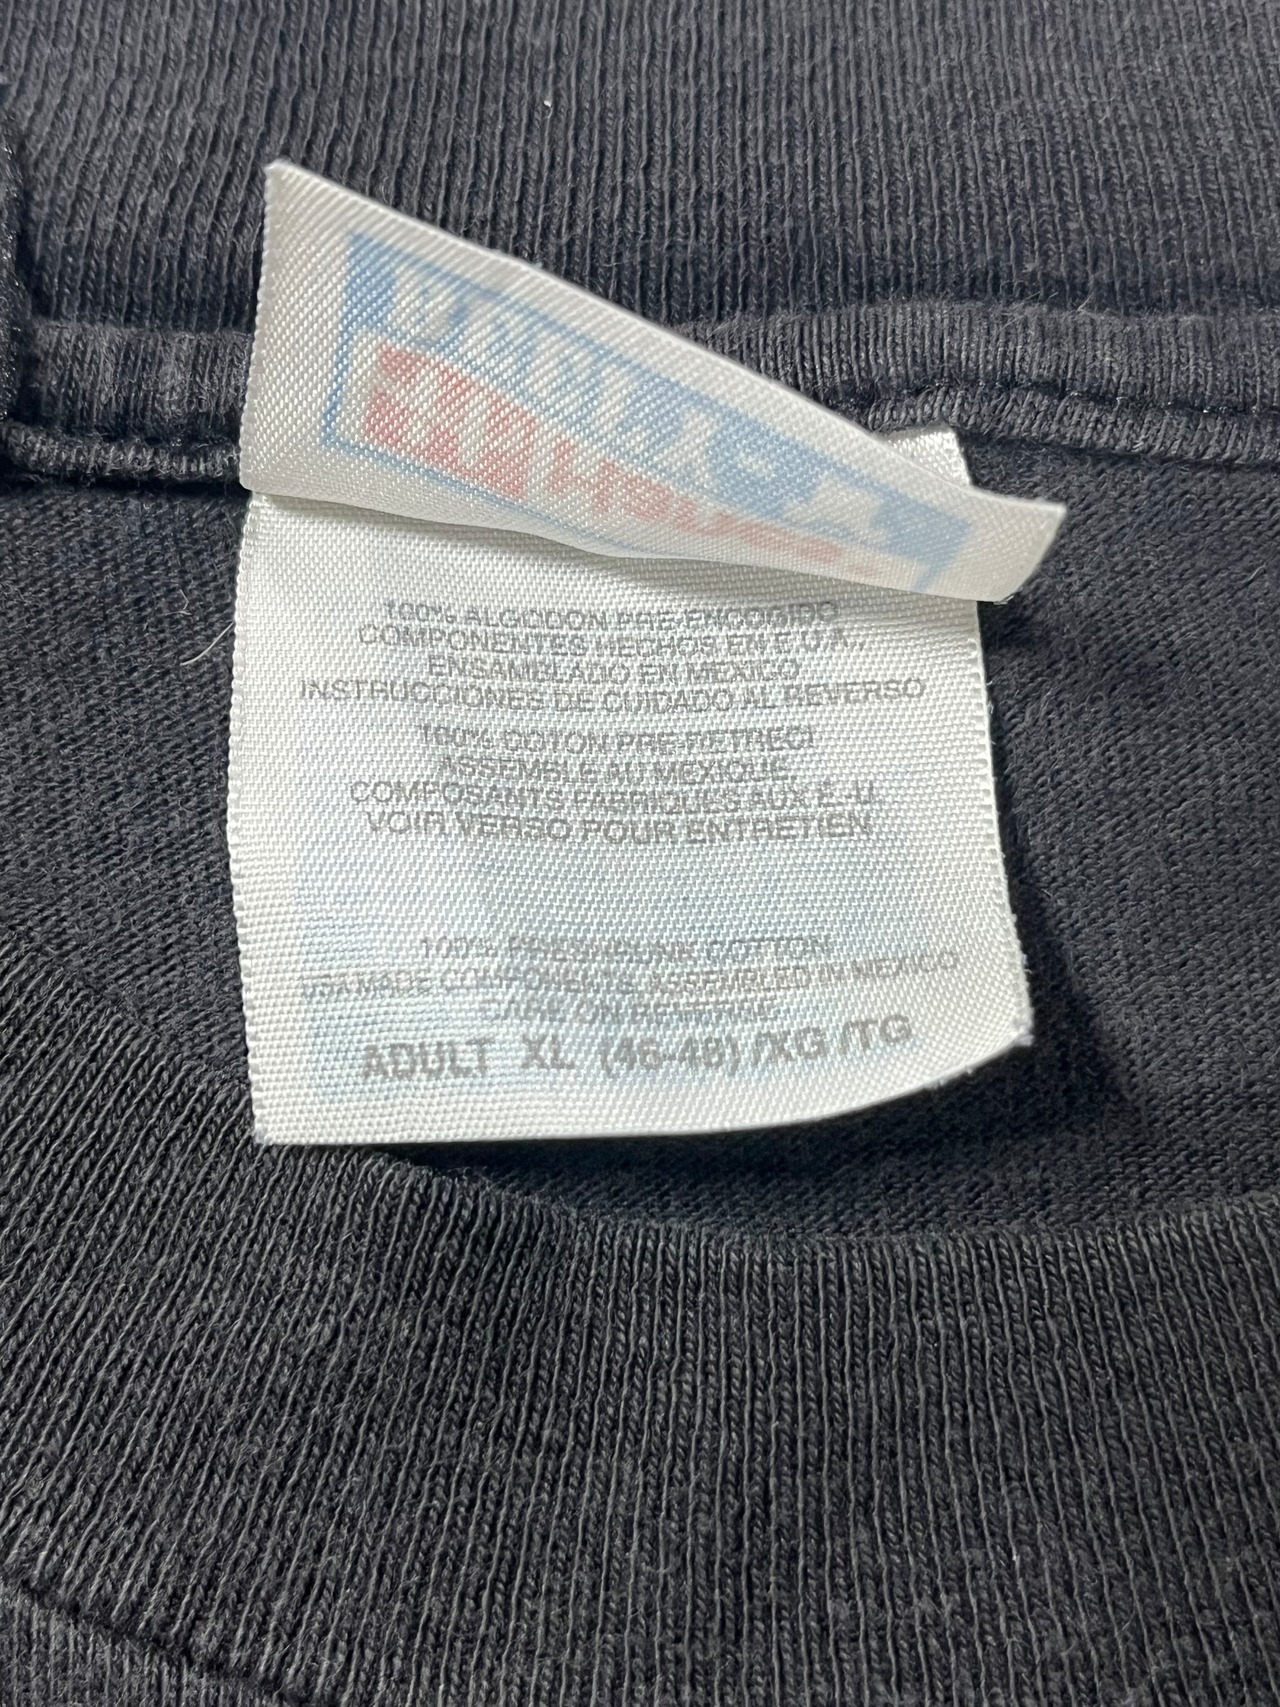 100% ALGODON PRE-ENCOGIDO
COMPONENTES HECHOS EN E.U.A.,
ENSAMBLADO EN MEXICO
INSTRUCCIONES DE CUIDADO AL REVERSO
100% COTON PRE-RETRECI
ASSEMBLE AU MEXIQUE,
COMPOSANTS FABRIQUES AUX É.-U.
VOIR VERSO POUR ENTRETIEN
100% PRESHRUNK COTTON
USA MADE COMPONENTS, ASSEMBLED IN MEXICO
CARE ON REVERSE
ADULT XL (46-48) /XG /TG